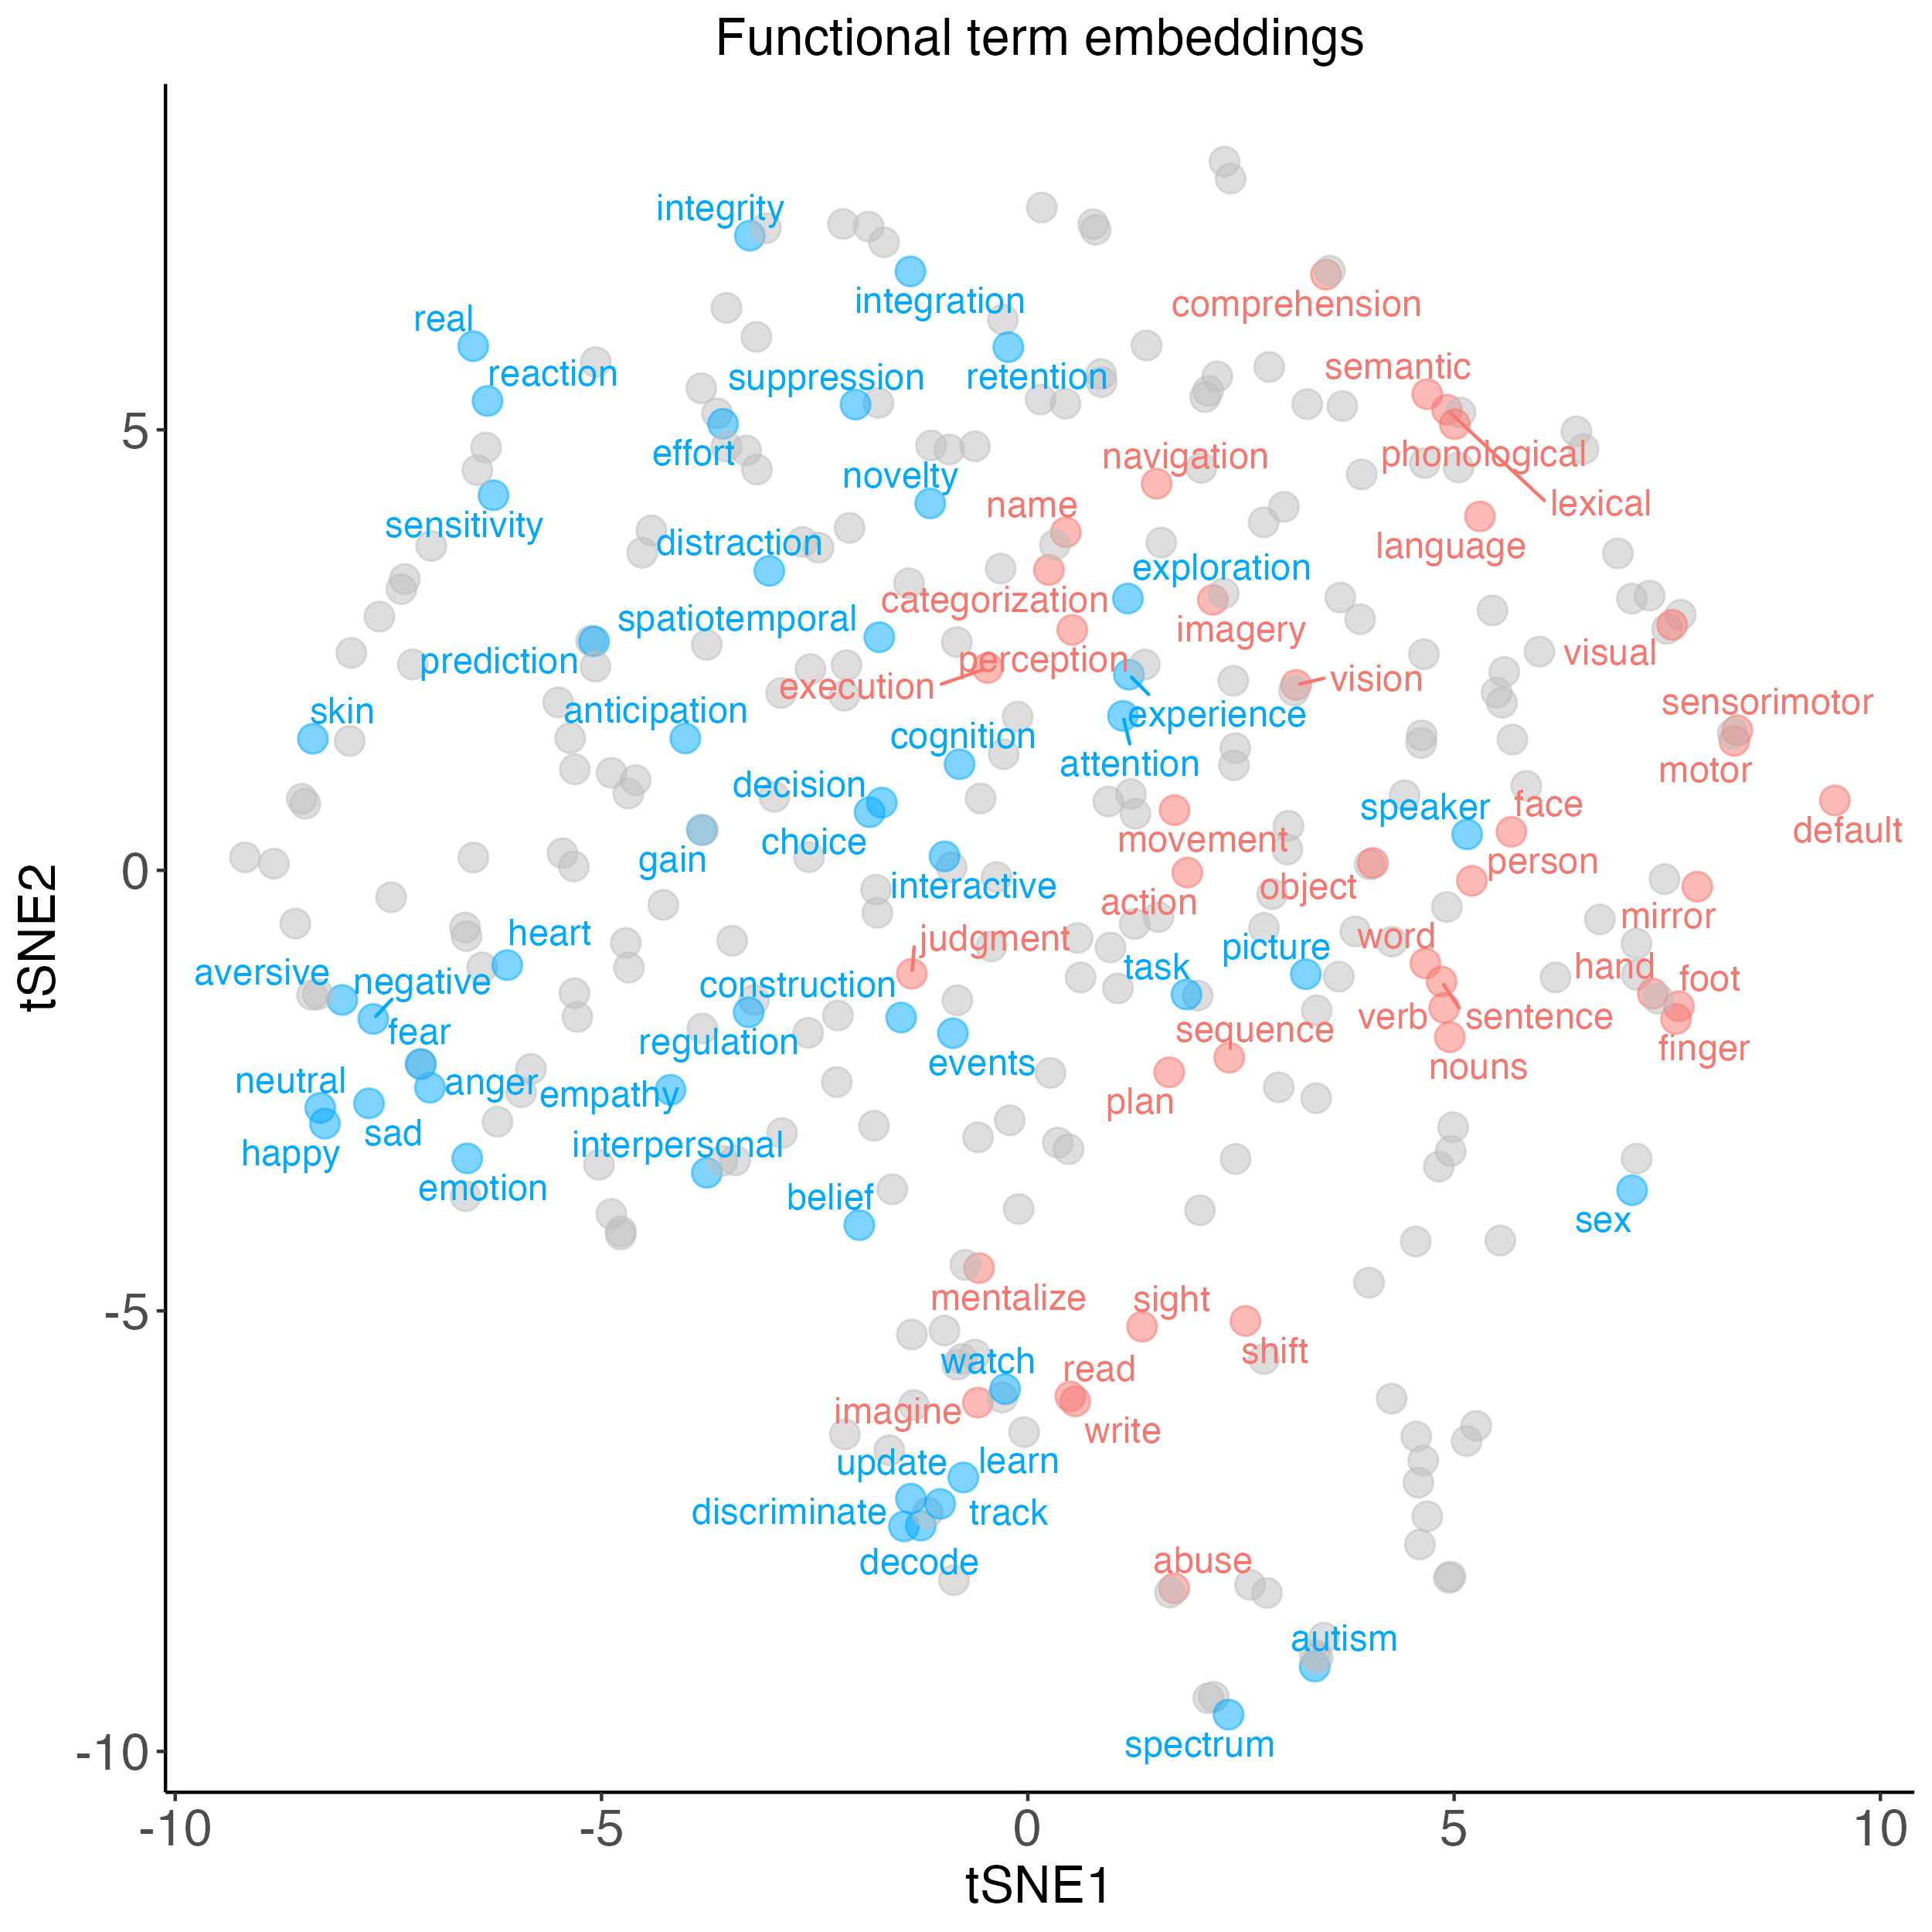 Functional term embeddings
integrity
integration
comprehension
real
reaction
suppression
retention
semantic
effort
navigation
phonological
novelty
name
lexical
sensitivity
distraction
language
exploration
categorization
spatiotemporal
imagery
prediction
perception
visual
execution
vision
skin
anticipation
experience
sensorimotor
cognition
attention
motor
decision
speaker
face
default
choice
movement
gain
object
person
interactive
action
mirror
heart
judgment
word
picture
aversive
negative
construction
task
hand
foot
fear
regulation
sequence
verb
sentence
finger
neutral
anger
empathy
events
plan
nouns
happy
sad
interpersonal
emotion
belief
sex
mentalize
sight
shift
watch
read
imagine
write
update
learn
discriminate
track
decode
abuse
autism
spectrum
5
0
-5
-10
tSNE2
-10
-5
0
5
10
tSNE1